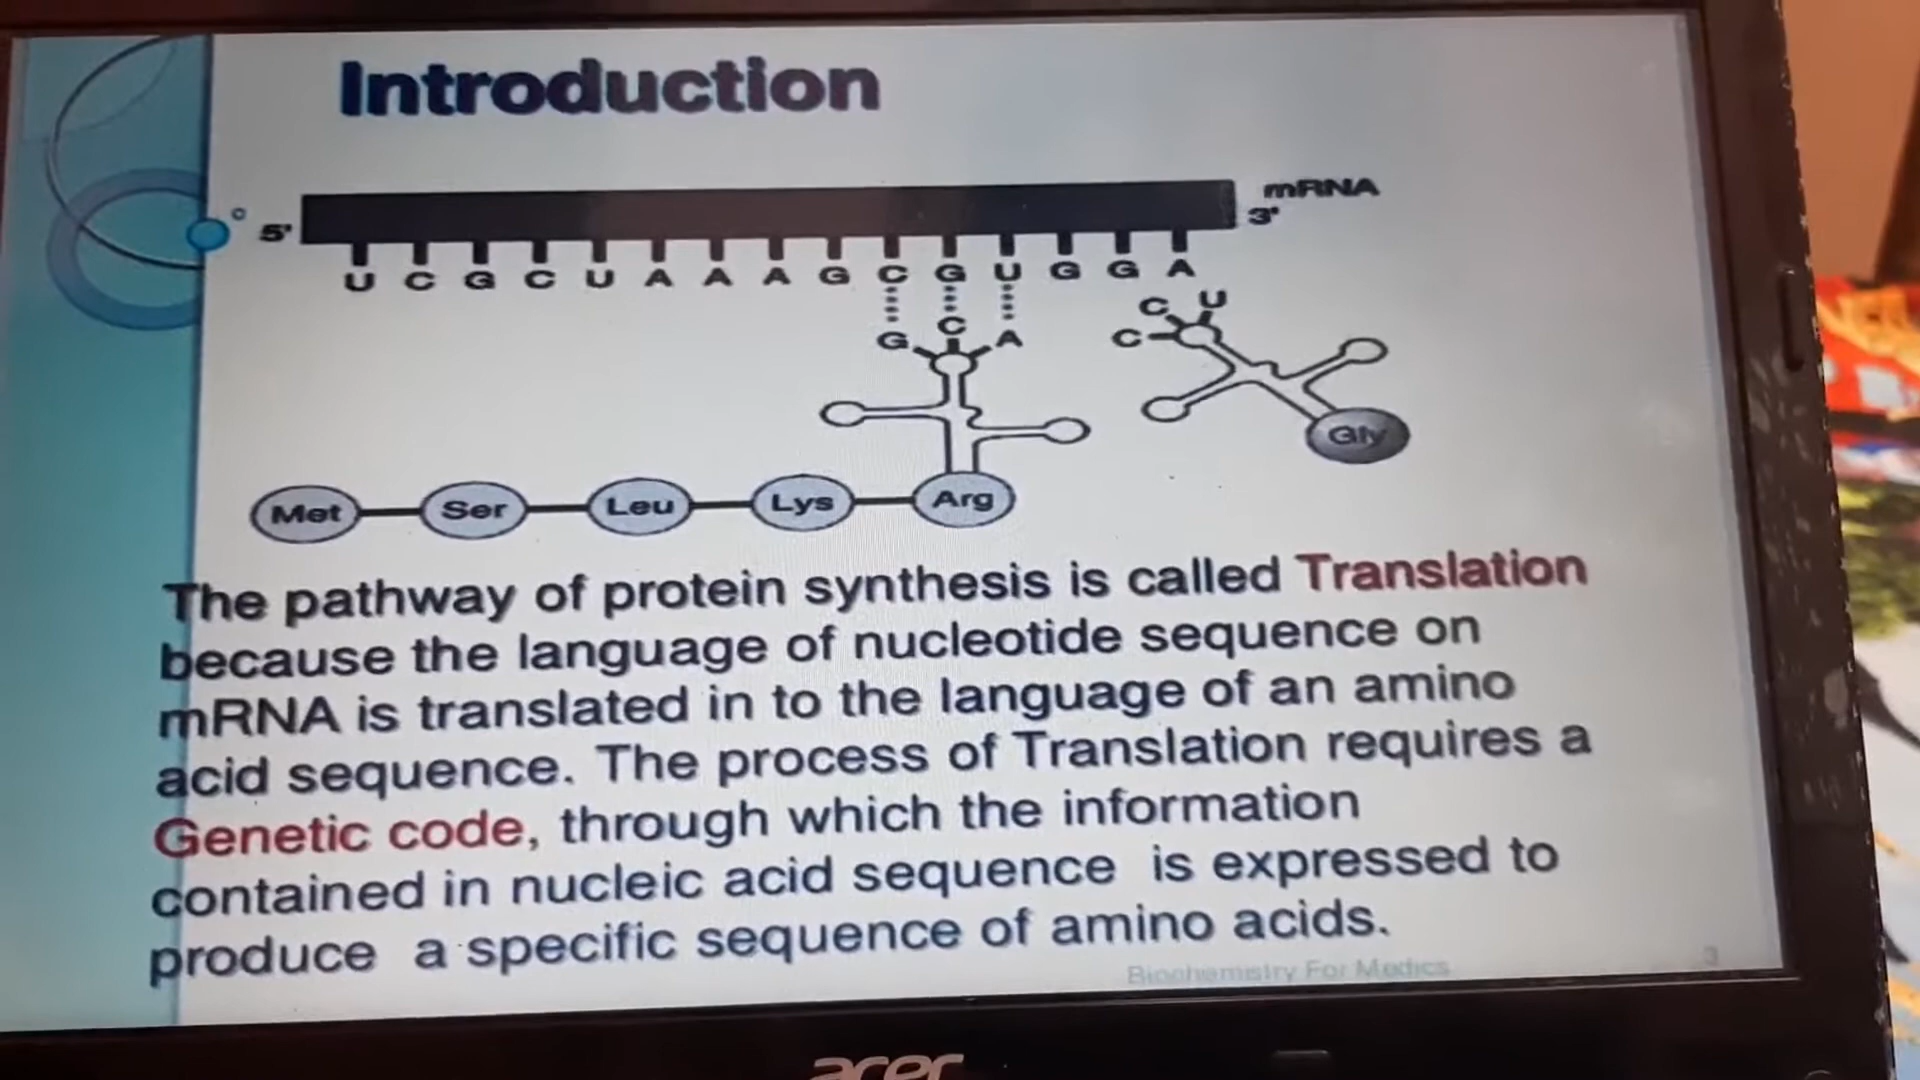 Introduction
mRNA
5' 3'
U C G C U A A A G C G U G G A
C U
G C A C
Gly
Met Ser Leu Lys Arg
The pathway of protein synthesis is called Translation
because the language of nucleotide sequence on
mRNA is translated in to the language of an amino
acid sequence. The process of Translation requires a
Genetic code, through which the information
contained in nucleic acid sequence is expressed to
produce a specific sequence of amino acids.
Biochemistry For Medics 3
acer